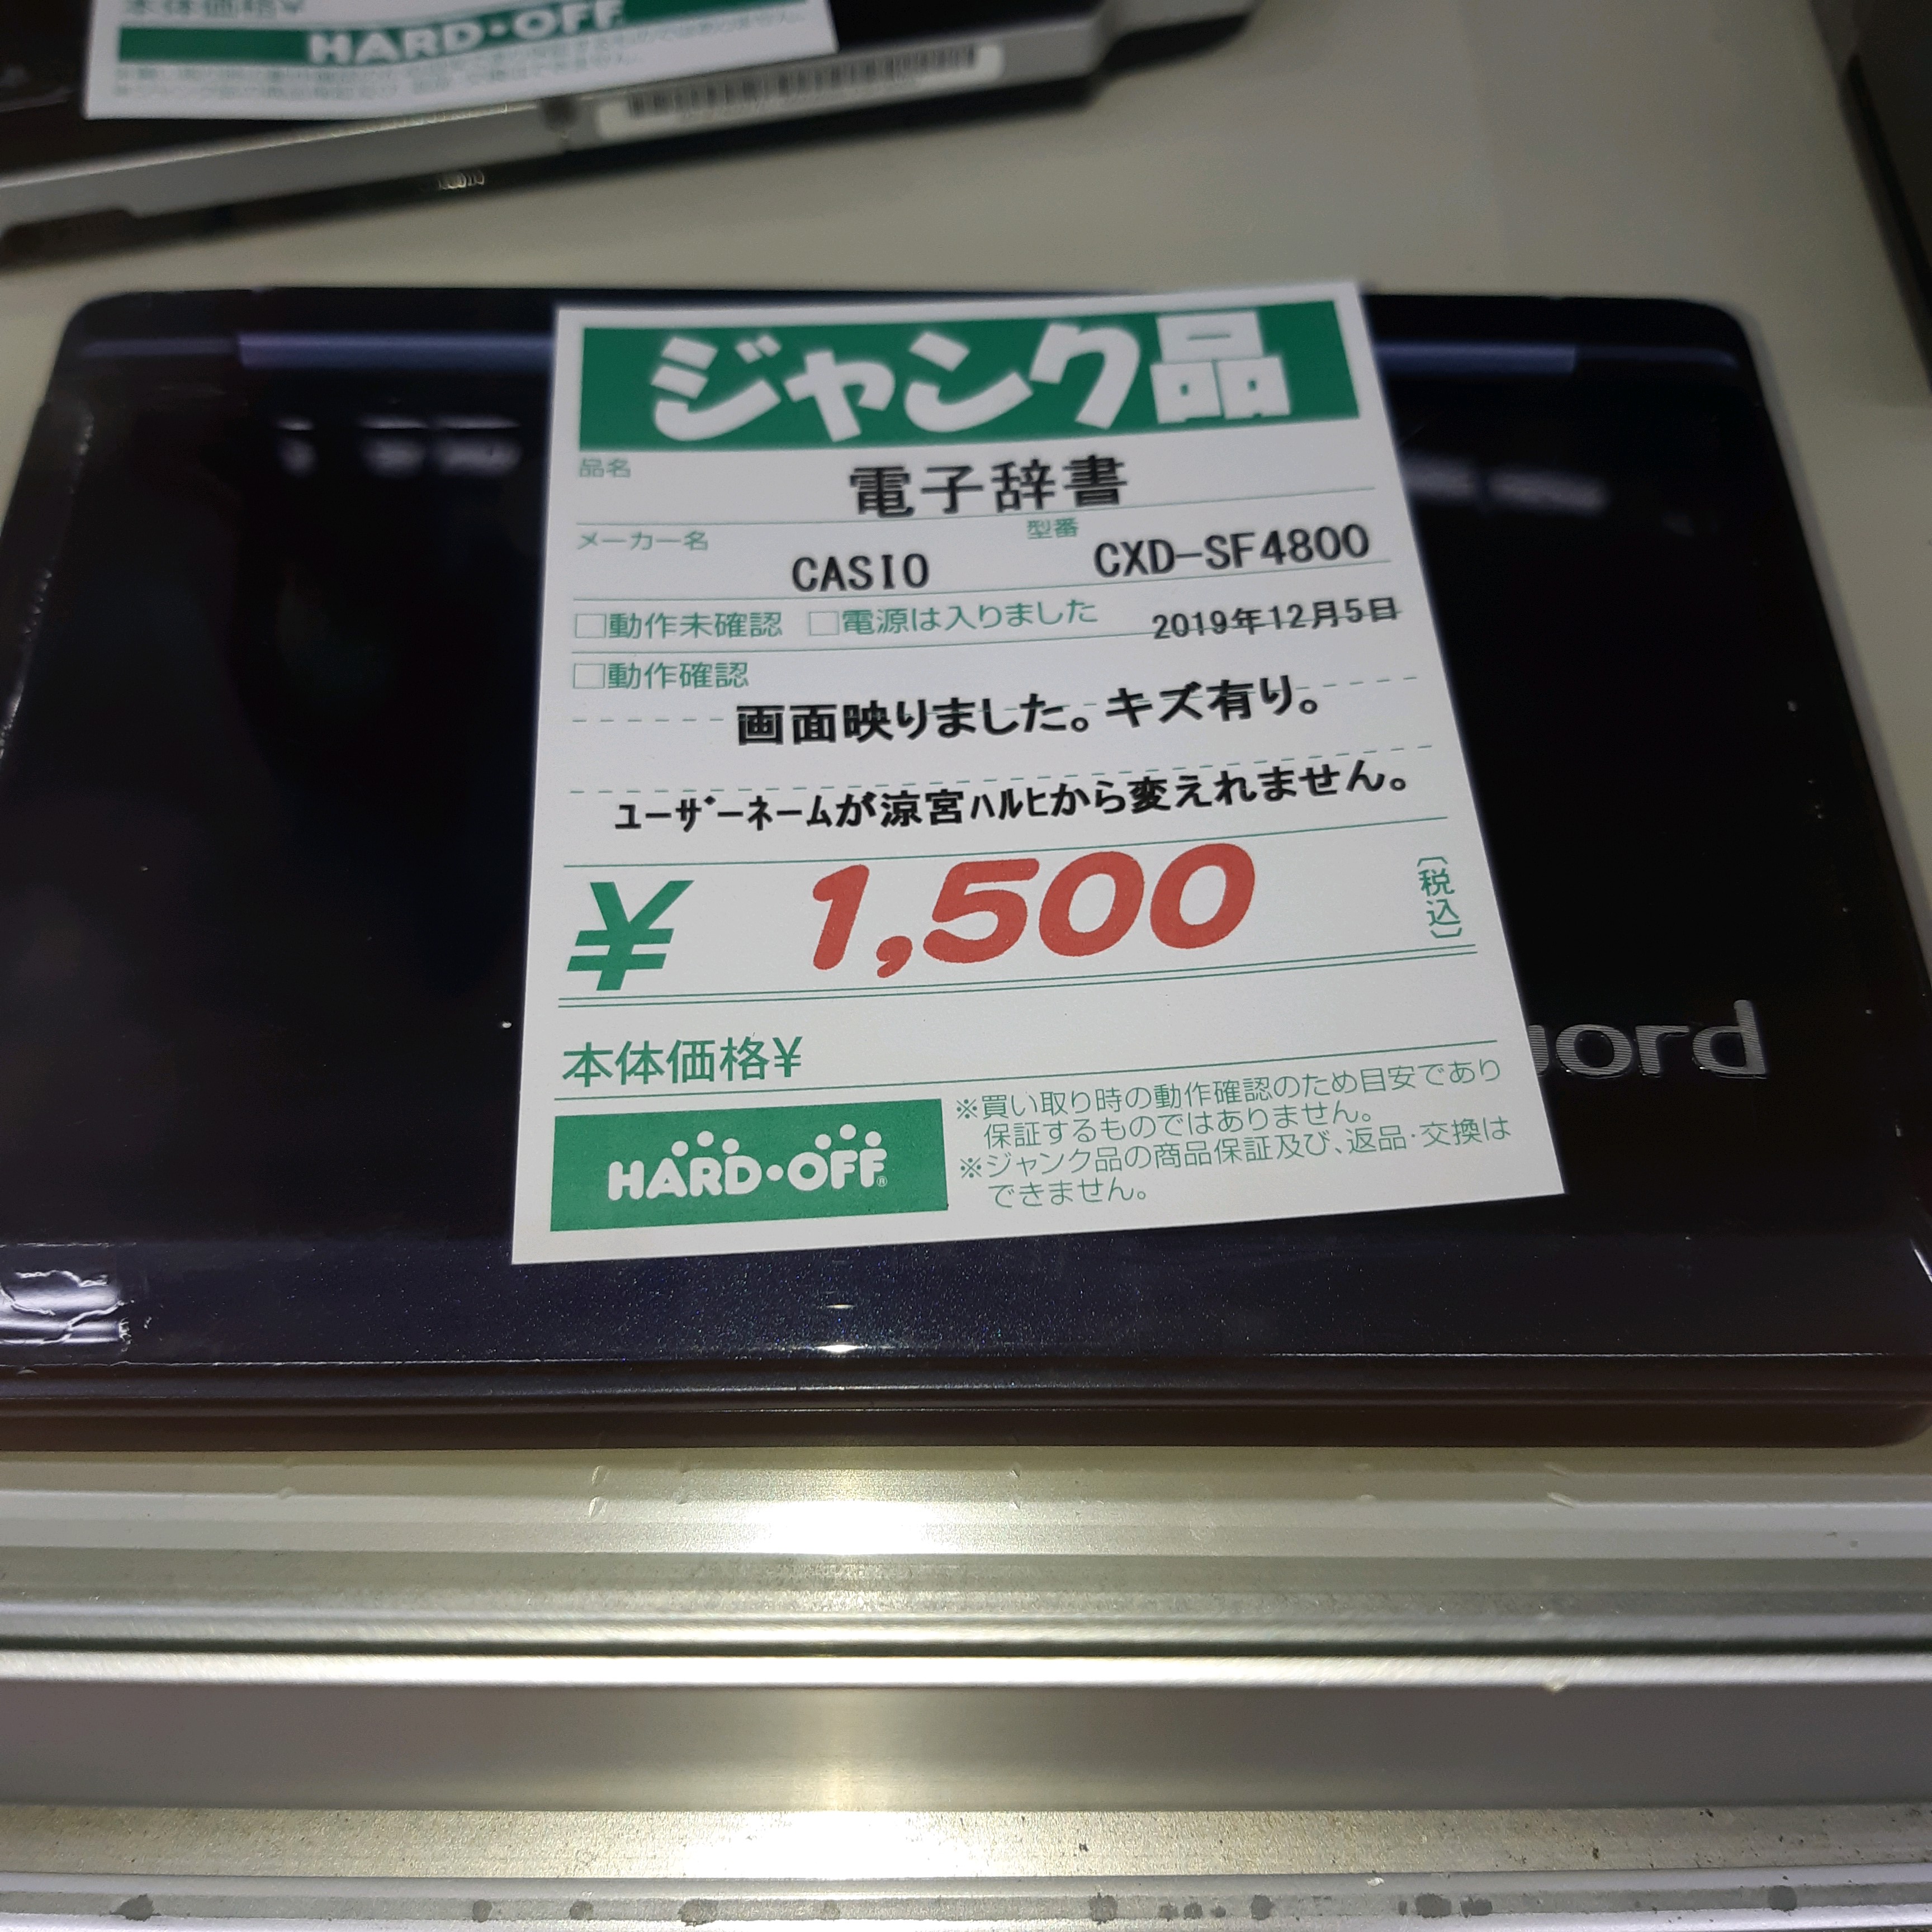 本体価格¥
HARD・OFF
ジャンク品
品名
電子辞書
メーカー名 CASIO 型番 CXD-SF4800
□動作未確認 □電源は入りました 2019年12月5日
□動作確認
画面映りました。キズ有り。
ﾕｰｻﾞｰﾈｰﾑが涼宮ﾊﾙﾋから変えれません。
¥ 1,500 〔税込〕
word
本体価格¥
HARD・OFF®
※買い取り時の動作確認のため目安であり
保証するものではありません。
※ジャンク品の商品保証及び、返品・交換は
できません。